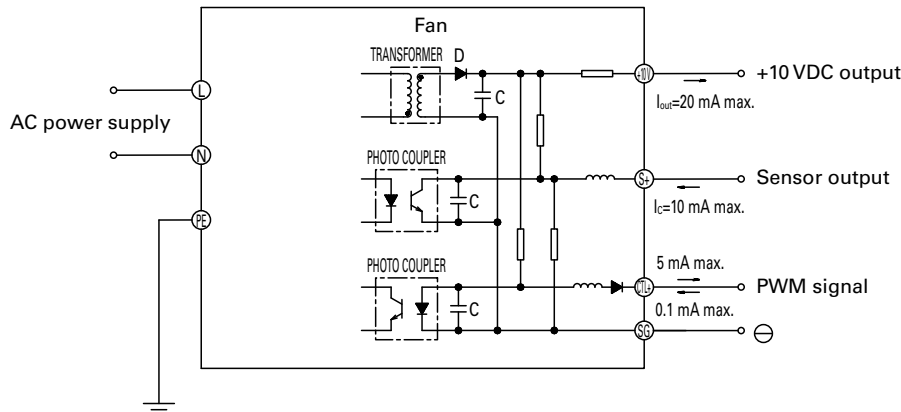 Fan
TRANSFORMER D
+10V
+10 VDC output
C
Iout=20 mA max.
L
AC power supply
N
PHOTO COUPLER
S+
Sensor output
C
IC=10 mA max.
PE
PHOTO COUPLER
5 mA max.
CTL+
PWM signal
C
0.1 mA max.
SG
⊖